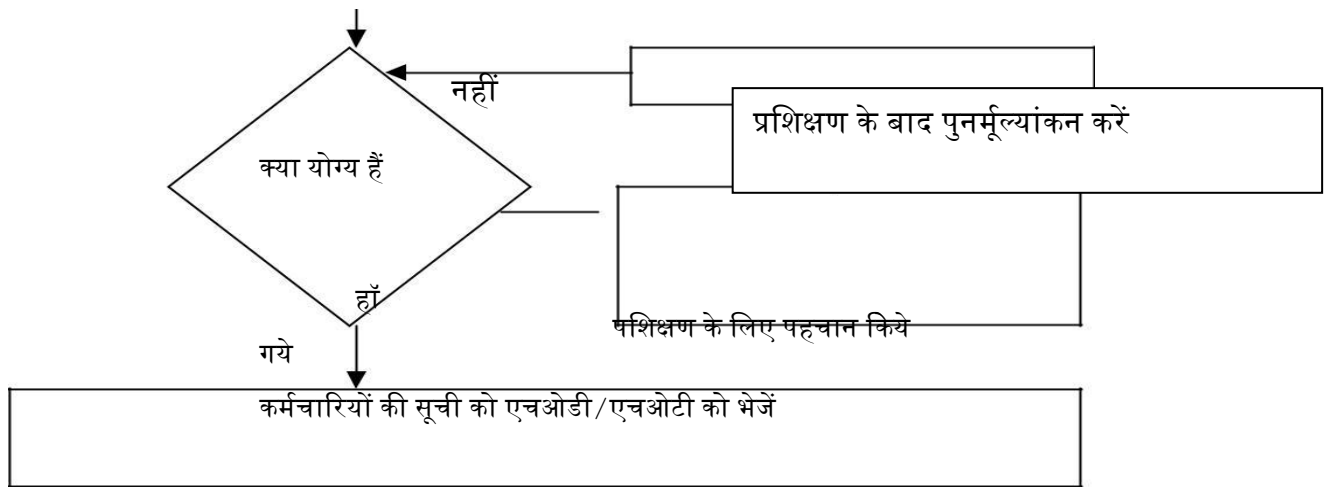 नहीं
प्रशिक्षण के बाद पुनर्मूल्यांकन करें
क्या योग्य हैं
हॉ
पशिक्षण के लिए पहचान किये
गये
कर्मचारियों की सूची को एचओडी/एचओटी को भेजें